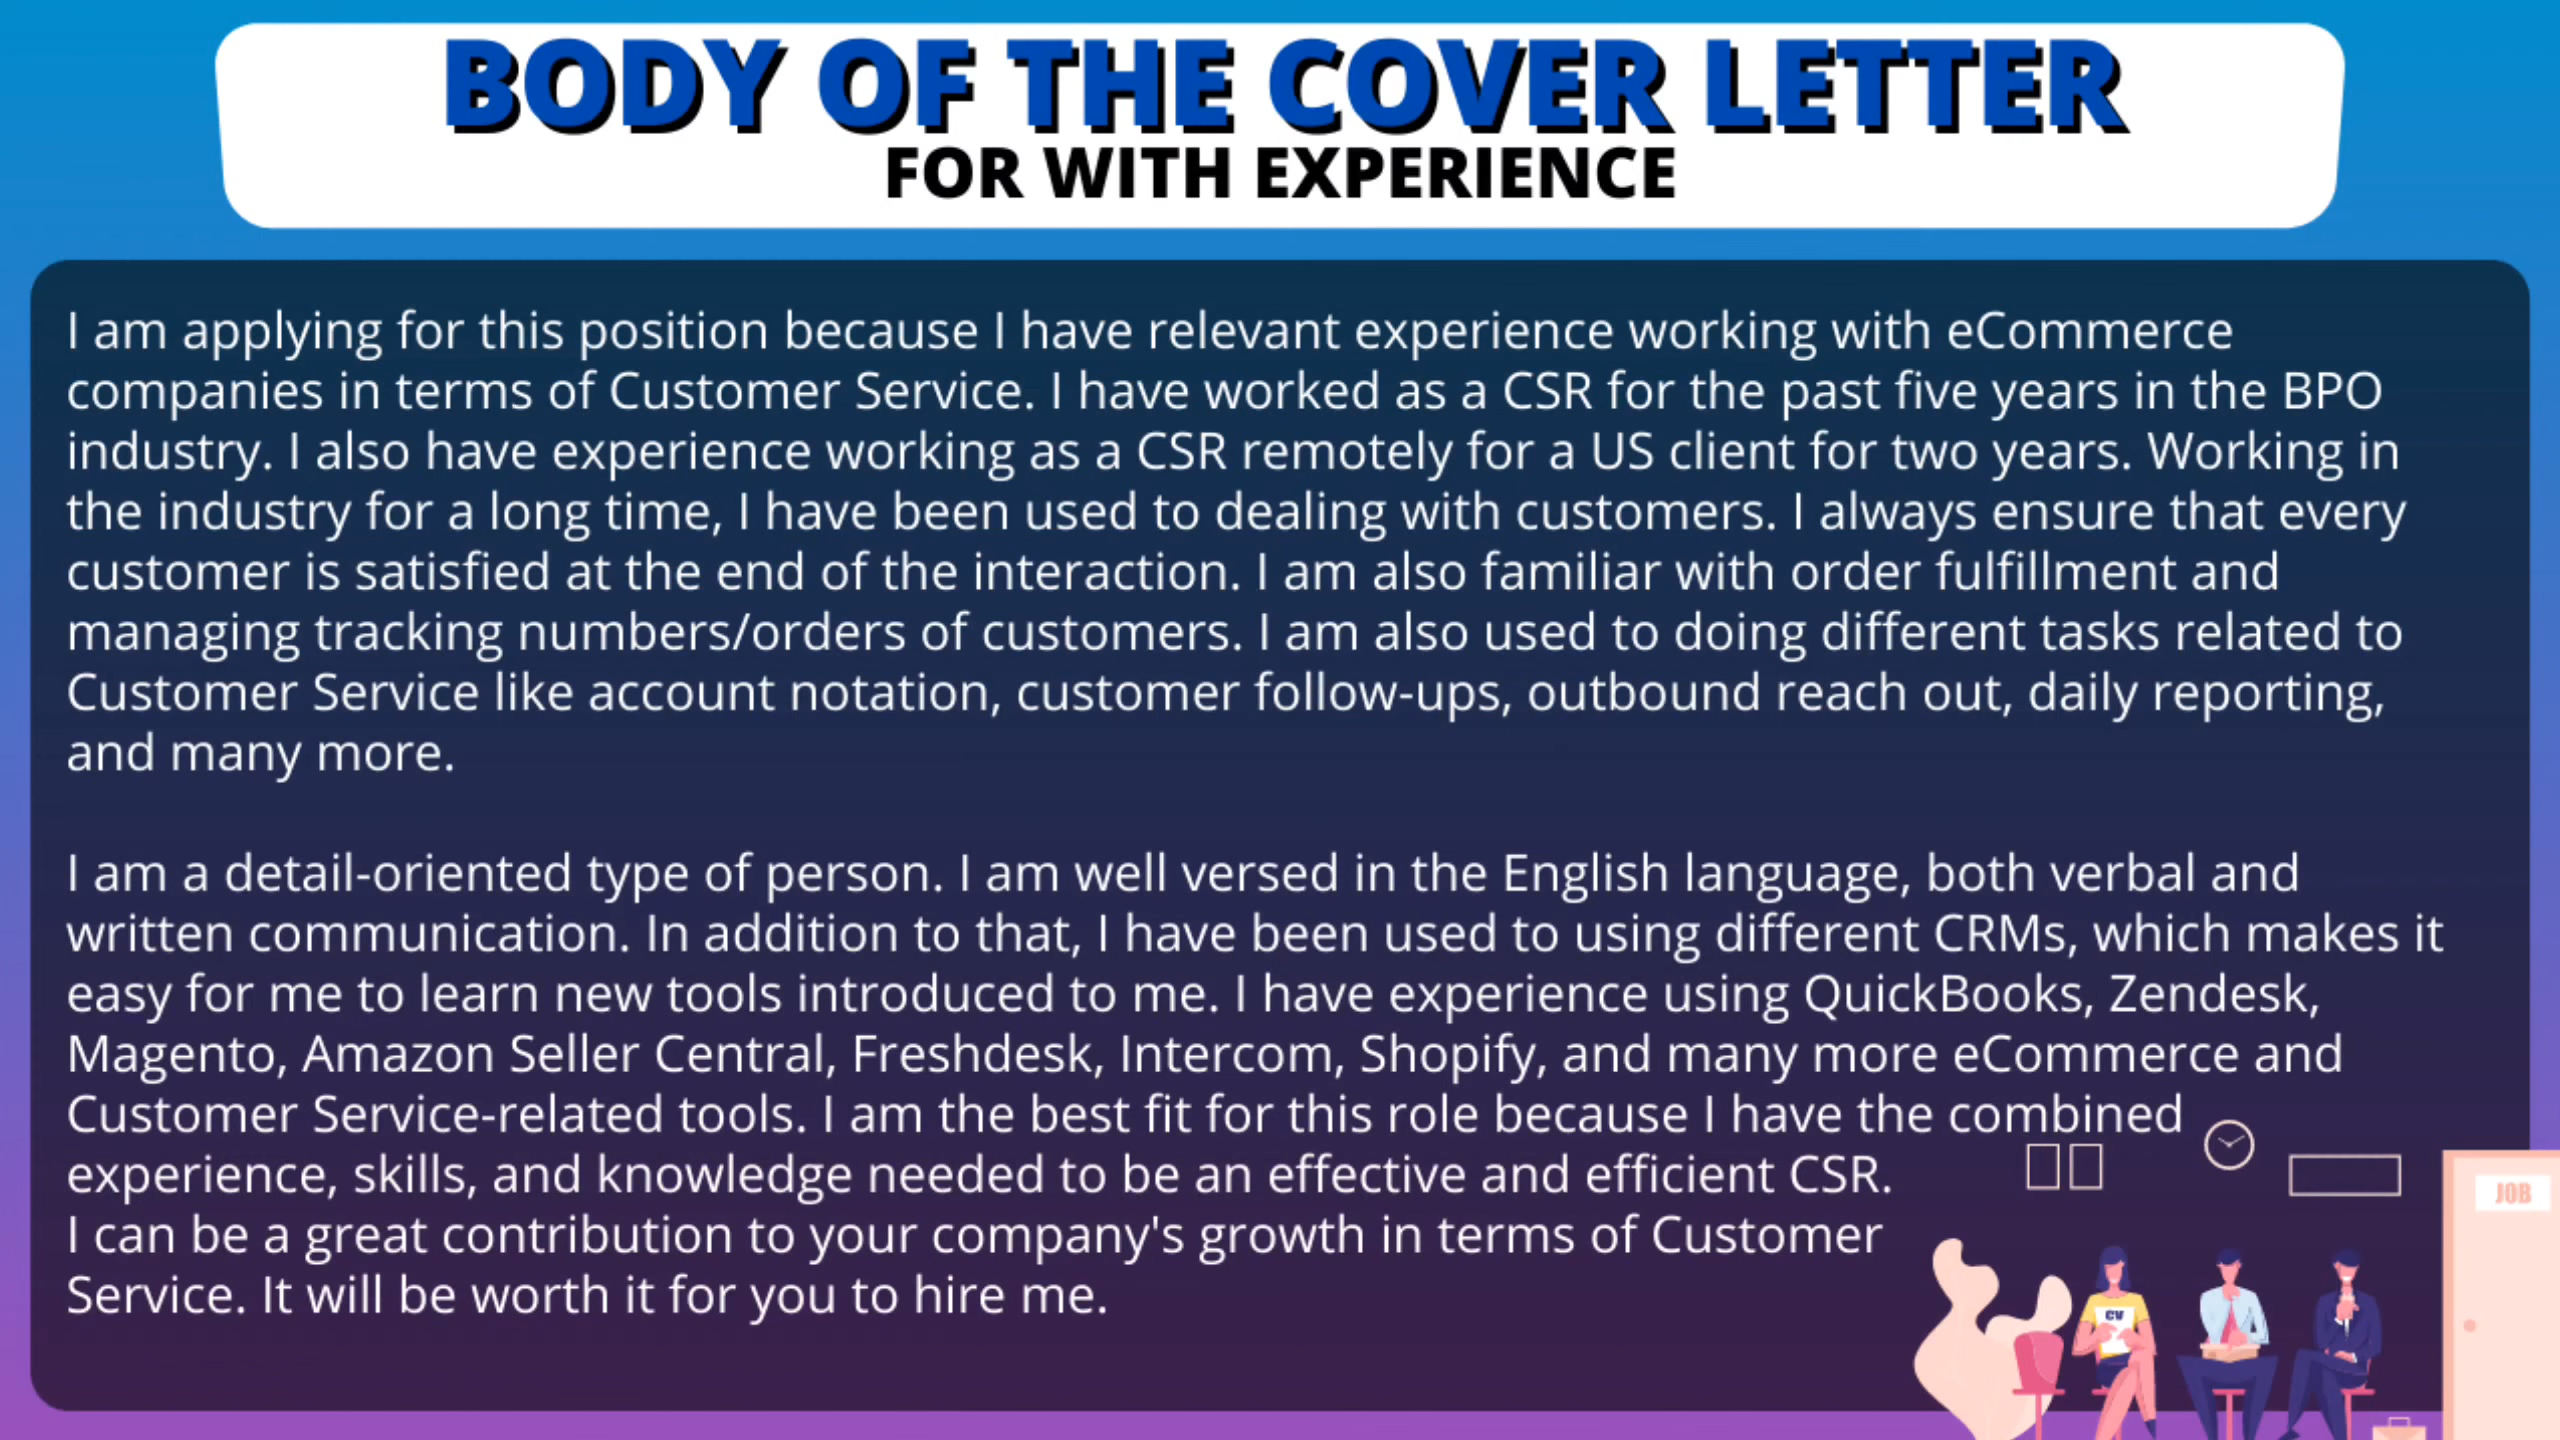 BODY OF THE COVER LETTER
FOR WITH EXPERIENCE
I am applying for this position because I have relevant experience working with eCommerce
companies in terms of Customer Service. I have worked as a CSR for the past five years in the BPO
industry. I also have experience working as a CSR remotely for a US client for two years. Working in
the industry for a long time, I have been used to dealing with customers. I always ensure that every
customer is satisfied at the end of the interaction. I am also familiar with order fulfillment and
managing tracking numbers/orders of customers. I am also used to doing different tasks related to
Customer Service like account notation, customer follow-ups, outbound reach out, daily reporting,
and many more.
I am a detail-oriented type of person. I am well versed in the English language, both verbal and
written communication. In addition to that, I have been used to using different CRMs, which makes it
easy for me to learn new tools introduced to me. I have experience using QuickBooks, Zendesk,
Magento, Amazon Seller Central, Freshdesk, Intercom, Shopify, and many more eCommerce and
Customer Service-related tools. I am the best fit for this role because I have the combined
experience, skills, and knowledge needed to be an effective and efficient CSR.
I can be a great contribution to your company's growth in terms of Customer
Service. It will be worth it for you to hire me.
JOB
CV